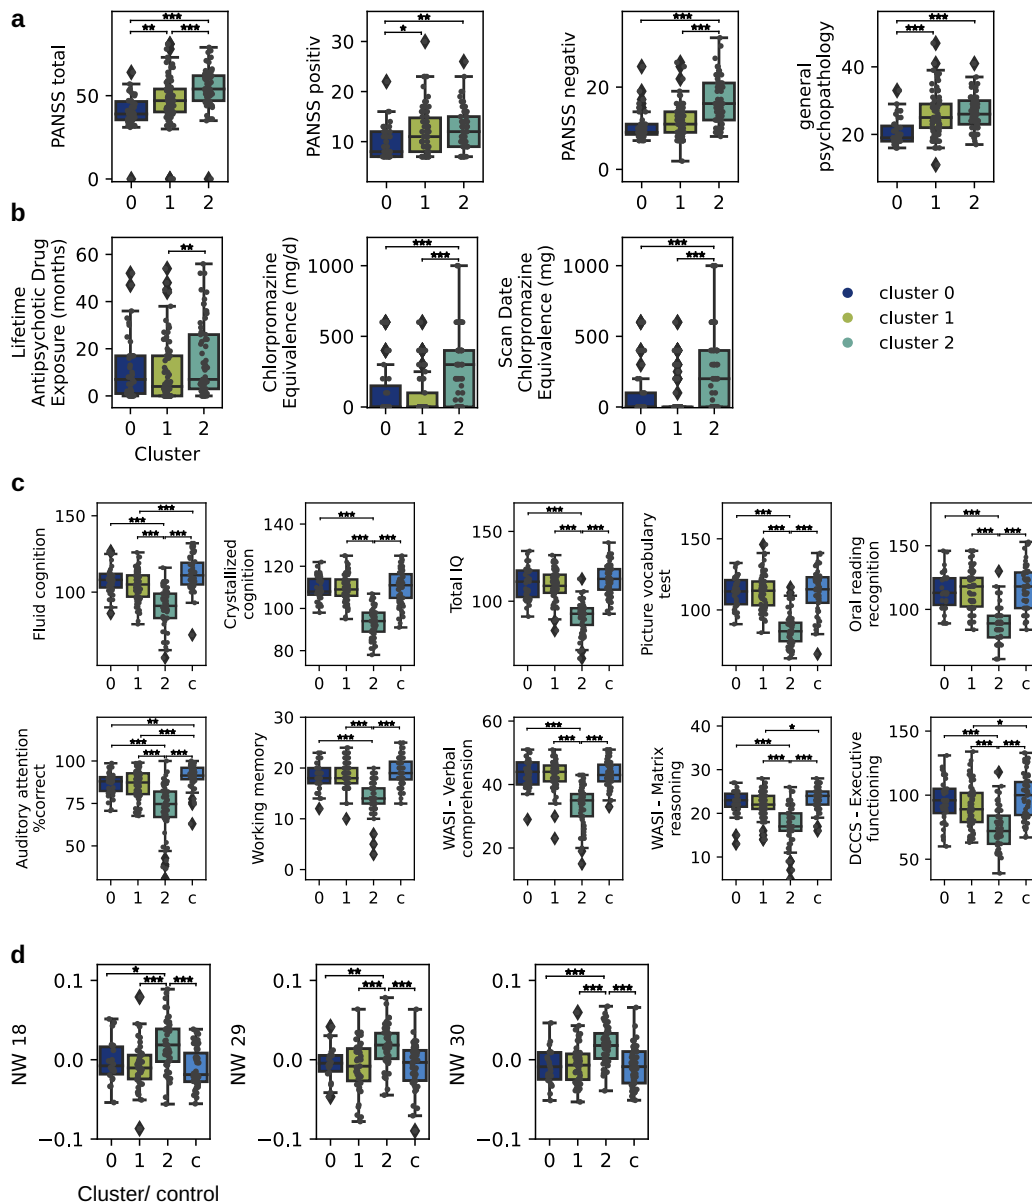 a
PANSS total
50
0
0 1 2
** *** ***
PANSS positiv
30
20
10
0 1 2
* **
PANSS negativ
20
0
0 1 2
*** ***
general
psychopathology
40
20
0 1 2
*** ***
b
Lifetime
Antipsychotic Drug
Exposure (months)
60
40
20
0
0 1 2
Cluster
**
Chlorpromazine
Equivalence (mg/d)
1000
500
0
0 1 2
*** ***
Scan Date
Chlorpromazine
Equivalence (mg)
1000
500
0
0 1 2
*** ***
cluster 0
cluster 1
cluster 2
c
Fluid cognition
150
100
0 1 2 c
*** *** *** ***
Crystallized
cognition
140
120
100
80
0 1 2 c
*** *** ***
Total IQ
150
100
0 1 2 c
*** *** ***
Picture vocabulary
test
150
100
0 1 2 c
*** *** ***
Oral reading
recognition
150
100
0 1 2 c
*** *** ***
Auditory attention
%correct
100
75
50
0 1 2 c
** *** *** *** ***
Working memory
30
20
10
0
0 1 2 c
*** *** ***
WASI - Verbal
comprehension
60
40
20
0 1 2 c
*** *** ***
WASI - Matrix
reasoning
40
30
20
10
0 1 2 c
* *** *** ***
DCCS - Executive
functioning
150
100
50
0 1 2 c
* *** *** ***
d
NW 18
0.1
0.0
−0.1
0 1 2 c
* *** ***
Cluster/ control
NW 29
0.1
0.0
−0.1
0 1 2 c
** *** ***
NW 30
0.1
0.0
−0.1
0 1 2 c
*** *** ***